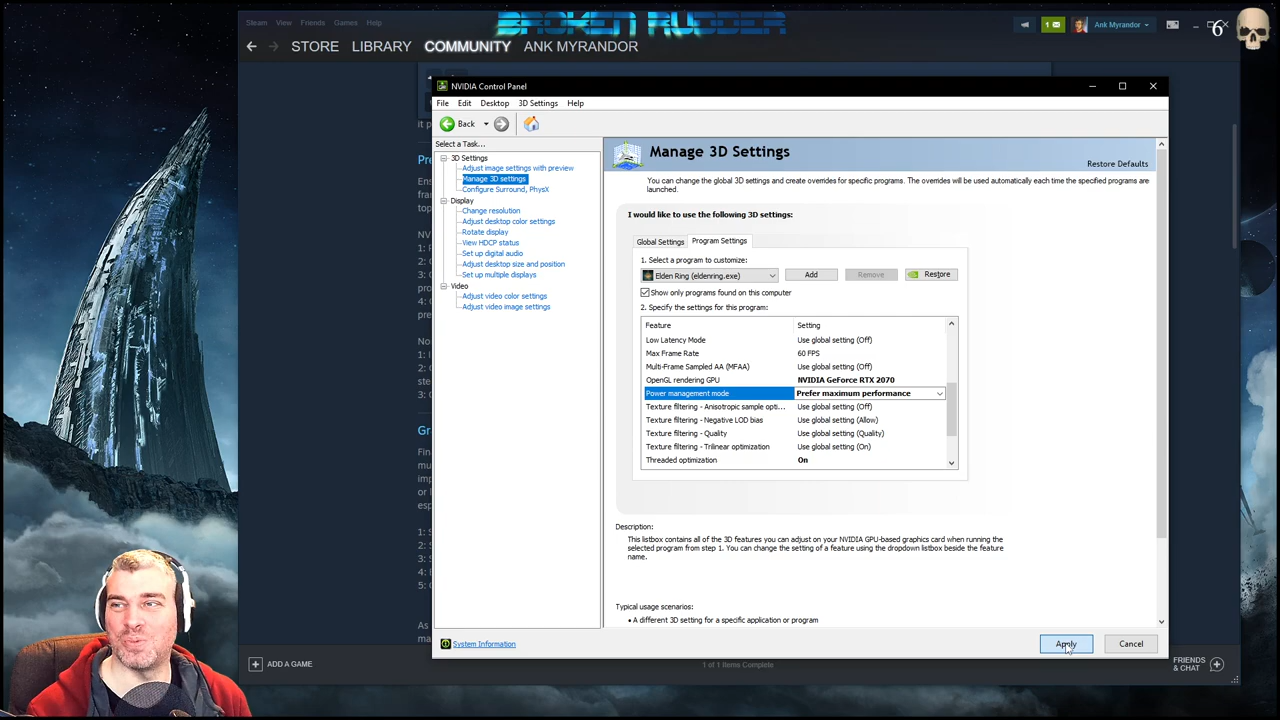 Steam View Friends Games Help
BROKEN RUDDER
1
Ank Myrandor
6
STORE LIBRARY COMMUNITY ANK MYRANDOR
NVIDIA Control Panel
File Edit Desktop 3D Settings Help
Back
Select a Task...
3D Settings
Adjust image settings with preview
Manage 3D settings
Configure Surround, PhysX
Display
Change resolution
Adjust desktop color settings
Rotate display
View HDCP status
Set up digital audio
Adjust desktop size and position
Set up multiple displays
Video
Adjust video color settings
Adjust video image settings
System Information
Manage 3D Settings
Restore Defaults
You can change the global 3D settings and create overrides for specific programs. The overrides will be used automatically each time the specified programs are
launched.
I would like to use the following 3D settings:
Global Settings Program Settings
1. Select a program to customize:
Elden Ring (eldenring.exe) Add Remove Restore
Show only programs found on this computer
2. Specify the settings for this program:
Feature Setting
Low Latency Mode Use global setting (Off)
Max Frame Rate 60 FPS
Multi-Frame Sampled AA (MFAA) Use global setting (Off)
OpenGL rendering GPU NVIDIA GeForce RTX 2070
Power management mode Prefer maximum performance
Texture filtering - Anisotropic sample opti... Use global setting (Off)
Texture filtering - Negative LOD bias Use global setting (Allow)
Texture filtering - Quality Use global setting (Quality)
Texture filtering - Trilinear optimization Use global setting (On)
Threaded optimization On
Description:
This listbox contains all of the 3D features you can adjust on your NVIDIA GPU-based graphics card when running the
selected program from step 1. You can change the setting of a feature using the dropdown listbox beside the feature
name.
Typical usage scenarios:
• A different 3D setting for a specific application or program
Apply Cancel
ADD A GAME
1 of 1 Items Complete
FRIENDS
& CHAT